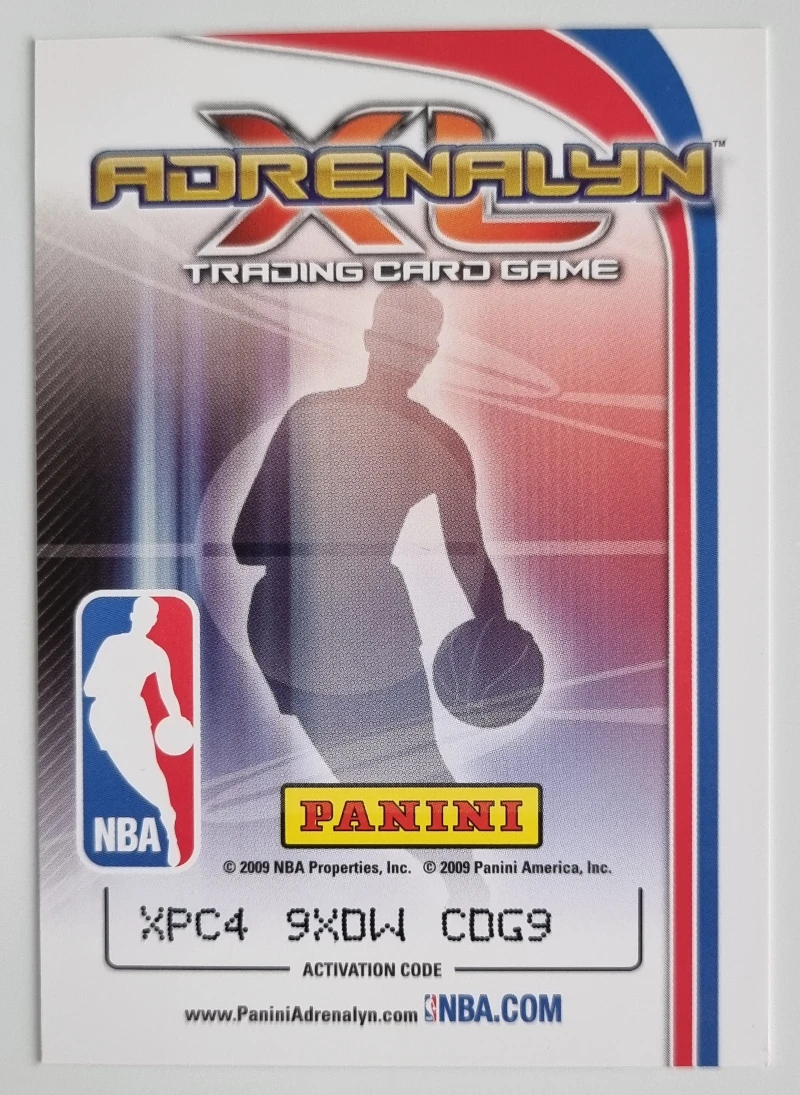 XL
ADRENALYN™
TRADING CARD GAME
NBA
PANINI
© 2009 NBA Properties, Inc. © 2009 Panini America, Inc.
XPC4 9XDW CDG9
ACTIVATION CODE
www.PaniniAdrenalyn.com NBA.COM